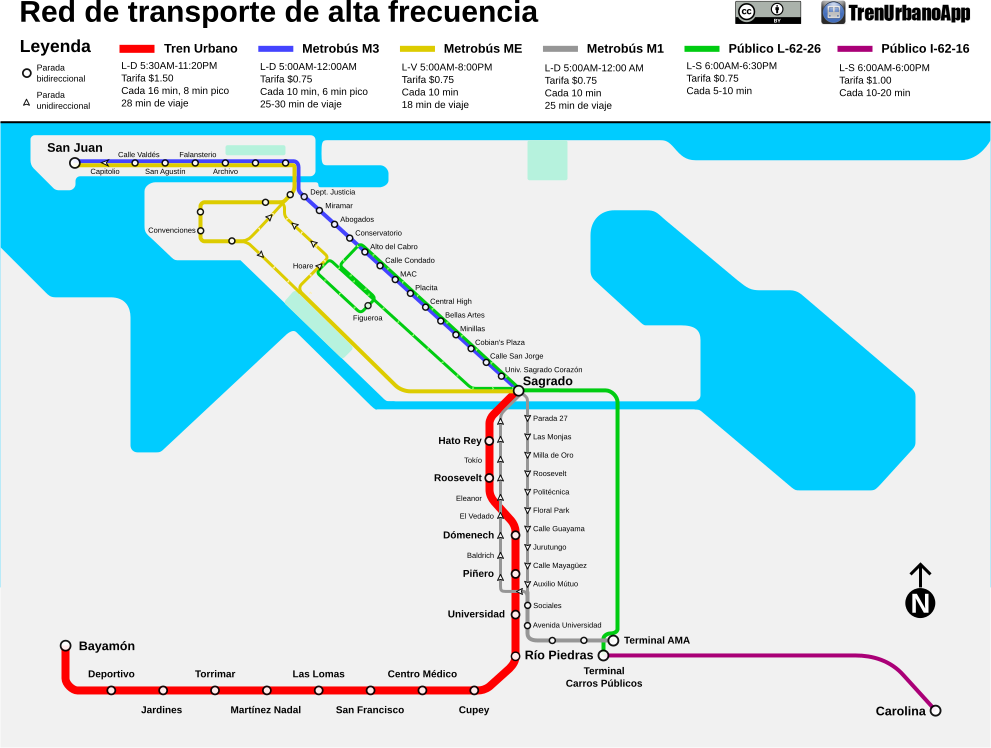 Red de transporte de alta frecuencia
cc
BY
TrenUrbanoApp
Leyenda
Parada
bidireccional
Parada
unidireccional
Tren Urbano
L-D 5:30AM-11:20PM
Tarifa $1.50
Cada 16 min, 8 min pico
28 min de viaje
Metrobús M3
L-D 5:00AM-12:00AM
Tarifa $0.75
Cada 10 min, 6 min pico
25-30 min de viaje
Metrobús ME
L-V 5:00AM-8:00PM
Tarifa $0.75
Cada 10 min
18 min de viaje
Metrobús M1
L-D 5:00AM-12:00 AM
Tarifa $0.75
Cada 10 min
25 min de viaje
Público L-62-26
L-S 6:00AM-6:30PM
Tarifa $0.75
Cada 5-10 min
Público I-62-16
L-S 6:00AM-6:00PM
Tarifa $1.00
Cada 10-20 min
San Juan
Calle Valdés
Falansterio
Capitolio
San Agustín
Archivo
Dept. Justicia
Miramar
Abogados
Convenciones
Conservatorio
Alto del Cabro
Calle Condado
Hoare
MAC
Placita
Central High
Figueroa
Bellas Artes
Minillas
Cobian's Plaza
Calle San Jorge
Univ. Sagrado Corazón
Sagrado
Parada 27
Hato Rey
Las Monjas
Tokío
Milla de Oro
Roosevelt
Roosevelt
Eleanor
Politécnica
El Vedado
Floral Park
Dómenech
Calle Guayama
Baldrich
Jurutungo
Piñero
Calle Mayagüez
Auxilio Mútuo
Universidad
Sociales
Avenida Universidad
Terminal AMA
Río Piedras
Terminal
Carros Públicos
N
Bayamón
Deportivo
Torrimar
Las Lomas
Centro Médico
Jardines
Martínez Nadal
San Francisco
Cupey
Carolina